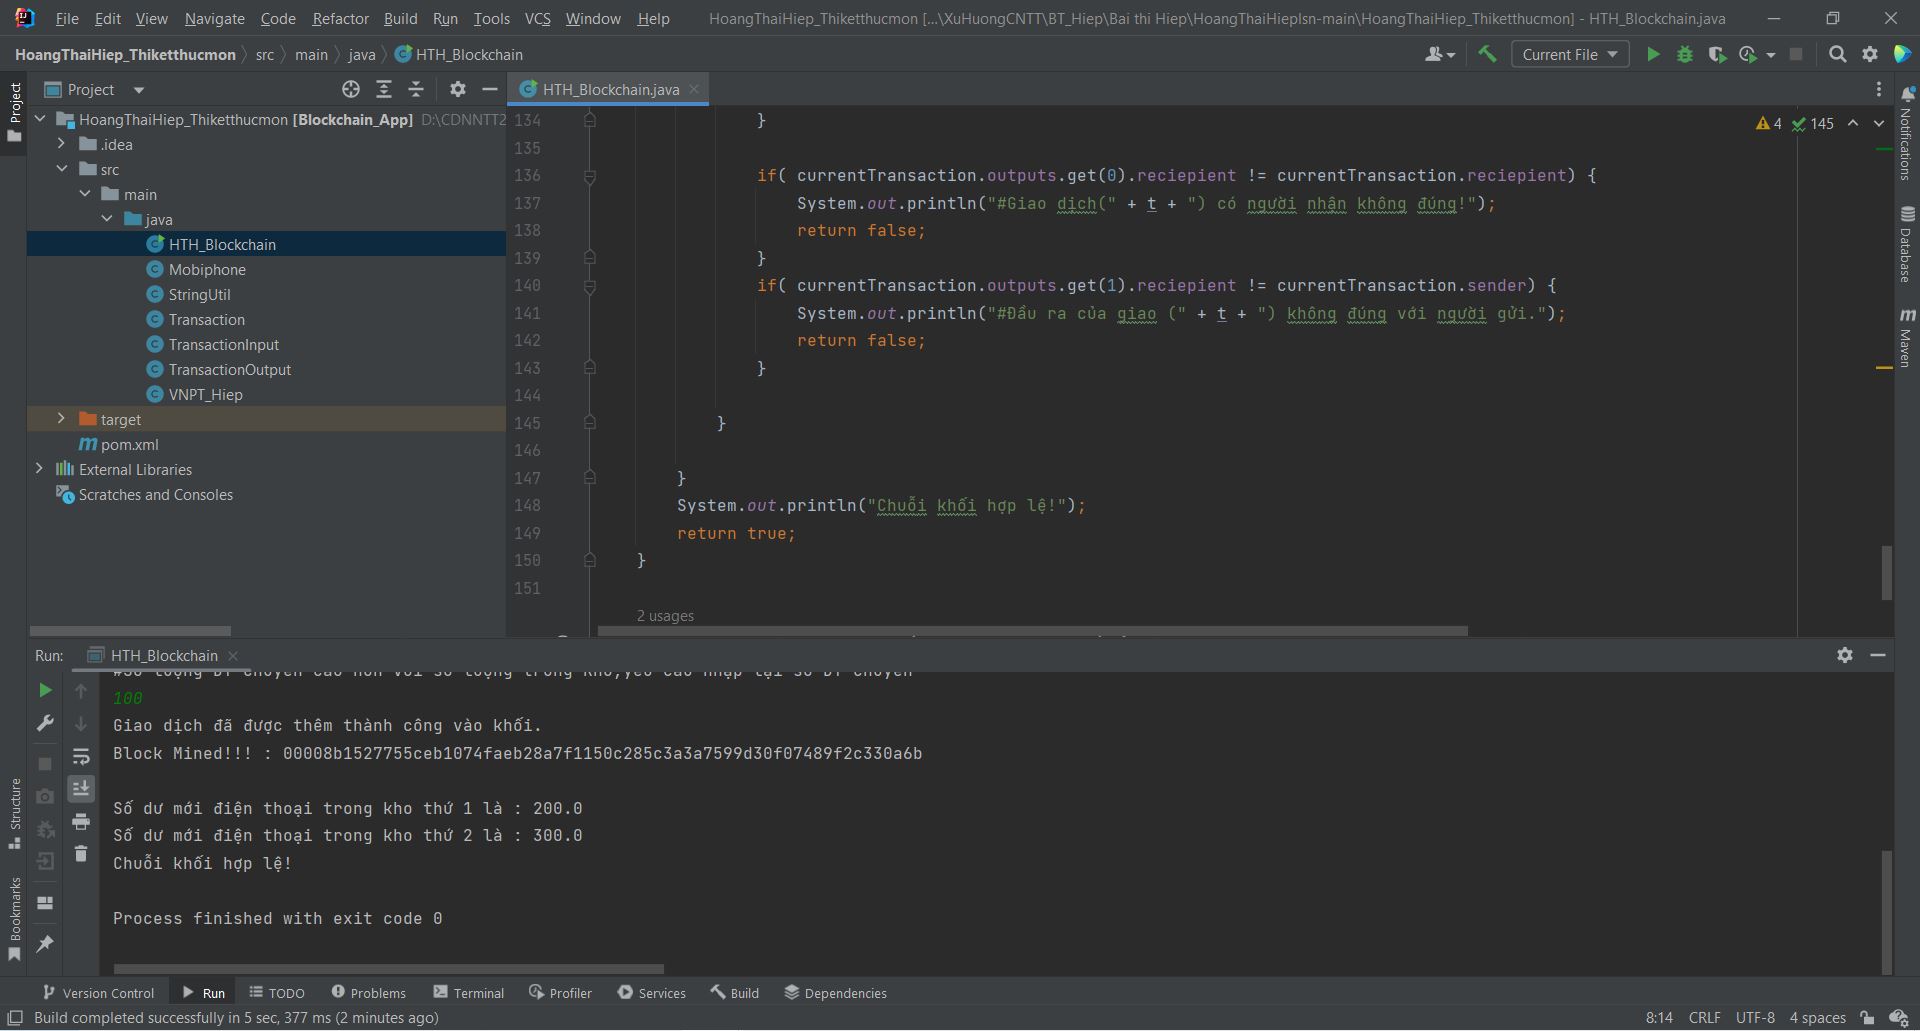 File Edit View Navigate Code Refactor Build Run Tools VCS Window Help HoangThaiHiep_Thiketthucmon [...\XuHuongCNTT\BT_Hiep\Bai thi Hiep\HoangThaiHieplsn-main\HoangThaiHiep_Thiketthucmon] - HTH_Blockchain.java
HoangThaiHiep_Thiketthucmon src main java HTH_Blockchain Current File
Project
Project
HTH_Blockchain.java
HoangThaiHiep_Thiketthucmon [Blockchain_App] D:\CDNNTT2
.idea
src
main
java
HTH_Blockchain
Mobiphone
StringUtil
Transaction
TransactionInput
TransactionOutput
VNPT_Hiep
target
pom.xml
External Libraries
Scratches and Consoles
4 145
134 }
135
136 if( currentTransaction.outputs.get(0).reciepient != currentTransaction.reciepient) {
137 System.out.println("#Giao dịch(" + t + ") có người nhận không đúng!");
138 return false;
139 }
140 if( currentTransaction.outputs.get(1).reciepient != currentTransaction.sender) {
141 System.out.println("#Đầu ra của giao (" + t + ") không đúng với người gửi.");
142 return false;
143 }
144
145 }
146
147 }
148 System.out.println("Chuỗi khối hợp lệ!");
149 return true;
150 }
151
2 usages
Notifications
Database
Maven
Run: HTH_Blockchain
100
Giao dịch đã được thêm thành công vào khối.
Block Mined!!! : 00008b1527755ceb1074faeb28a7f1150c285c3a3a7599d30f07489f2c330a6b
Số dư mới điện thoại trong kho thứ 1 là : 200.0
Số dư mới điện thoại trong kho thứ 2 là : 300.0
Chuỗi khối hợp lệ!
Process finished with exit code 0
Structure
Bookmarks
Version Control Run TODO Problems Terminal Profiler Services Build Dependencies
Build completed successfully in 5 sec, 377 ms (2 minutes ago) 8:14 CRLF UTF-8 4 spaces